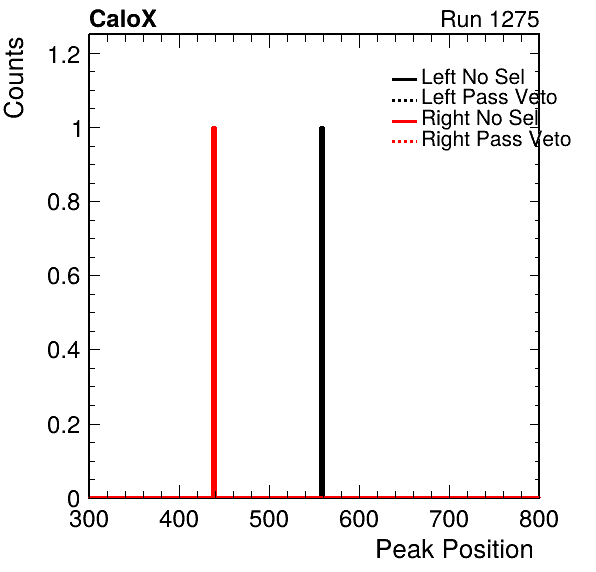 CaloX Run 1275
Counts
1.2
1
0.8
0.6
0.4
0.2
0
Left No Sel
Left Pass Veto
Right No Sel
Right Pass Veto
300 400 500 600 700 800
Peak Position